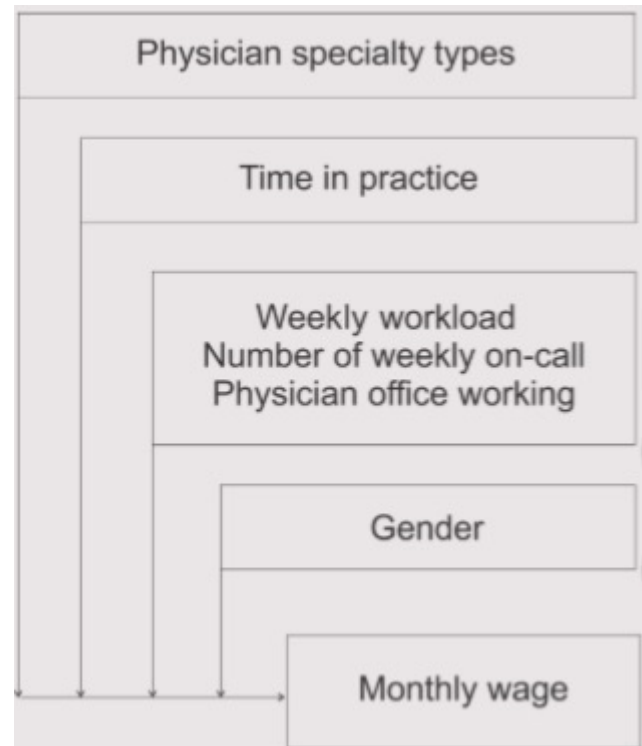 Physician specialty types
Time in practice
Weekly workload
Number of weekly on-call
Physician office working
Gender
Monthly wage